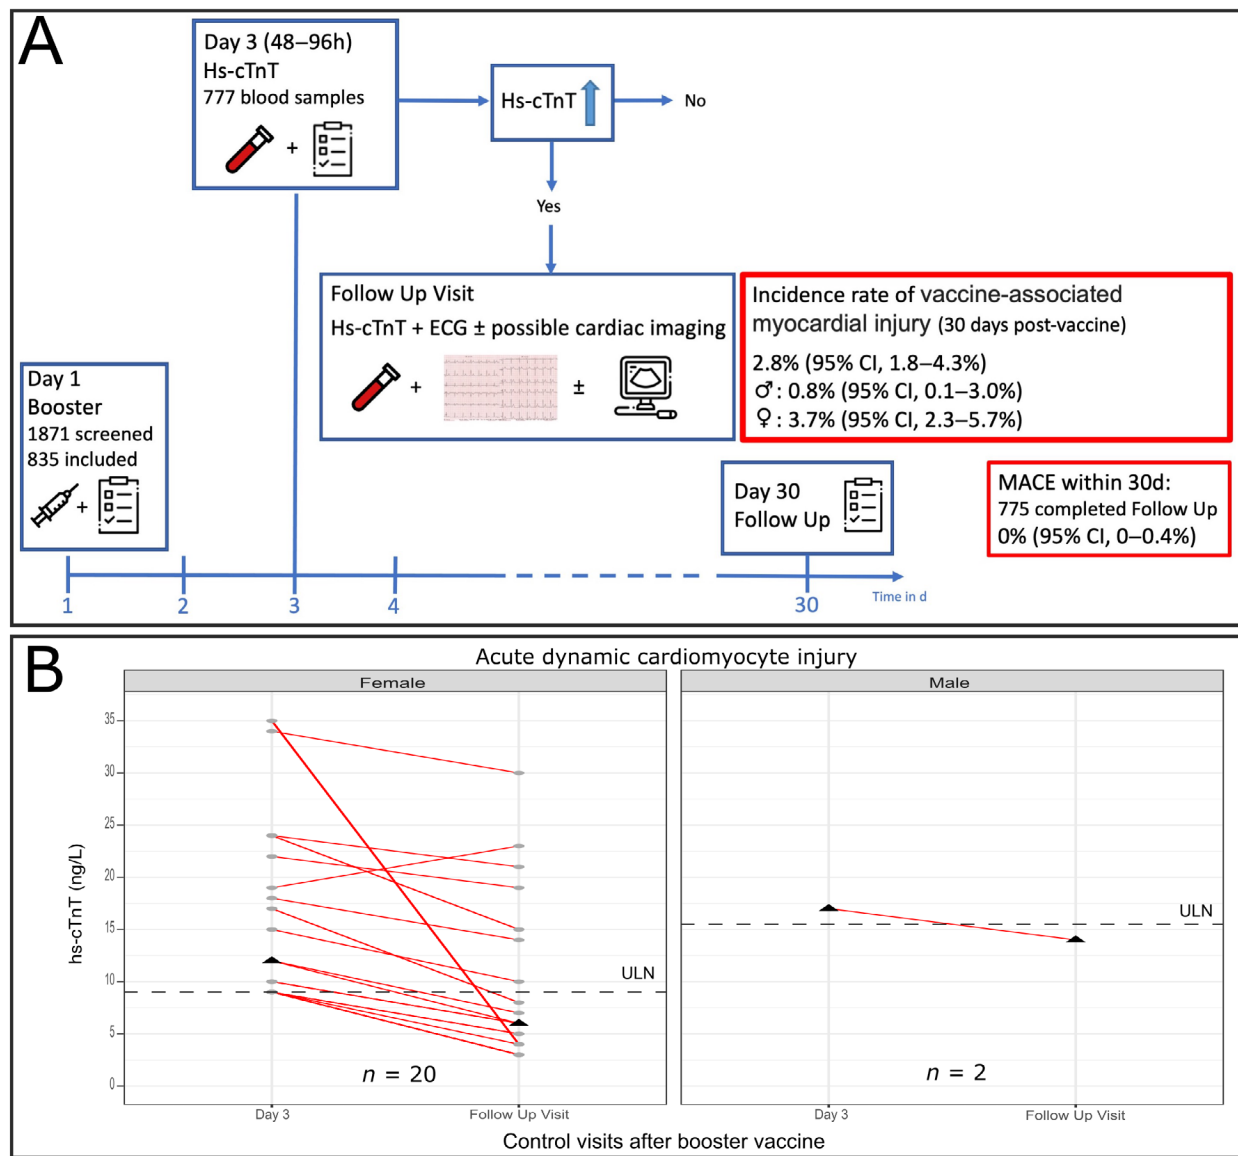 A
Day 3 (48–96h)
Hs-cTnT
777 blood samples
+
Hs-cTnT
No
Yes
Follow Up Visit
Hs-cTnT + ECG ± possible cardiac imaging
+
±
Incidence rate of vaccine-associated
myocardial injury (30 days post-vaccine)
2.8% (95% CI, 1.8–4.3%)
♂: 0.8% (95% CI, 0.1–3.0%)
♀: 3.7% (95% CI, 2.3–5.7%)
Day 1
Booster
1871 screened
835 included
+
Day 30
Follow Up
MACE within 30d:
775 completed Follow Up
0% (95% CI, 0–0.4%)
1 2 3 4 30 Time in d
B
Acute dynamic cardiomyocyte injury
Female Male
hs-cTnT (ng/L)
35
30
25
20
15
10
5
0
ULN
ULN
n = 20
n = 2
Day 3 Follow Up Visit Day 3 Follow Up Visit
Control visits after booster vaccine